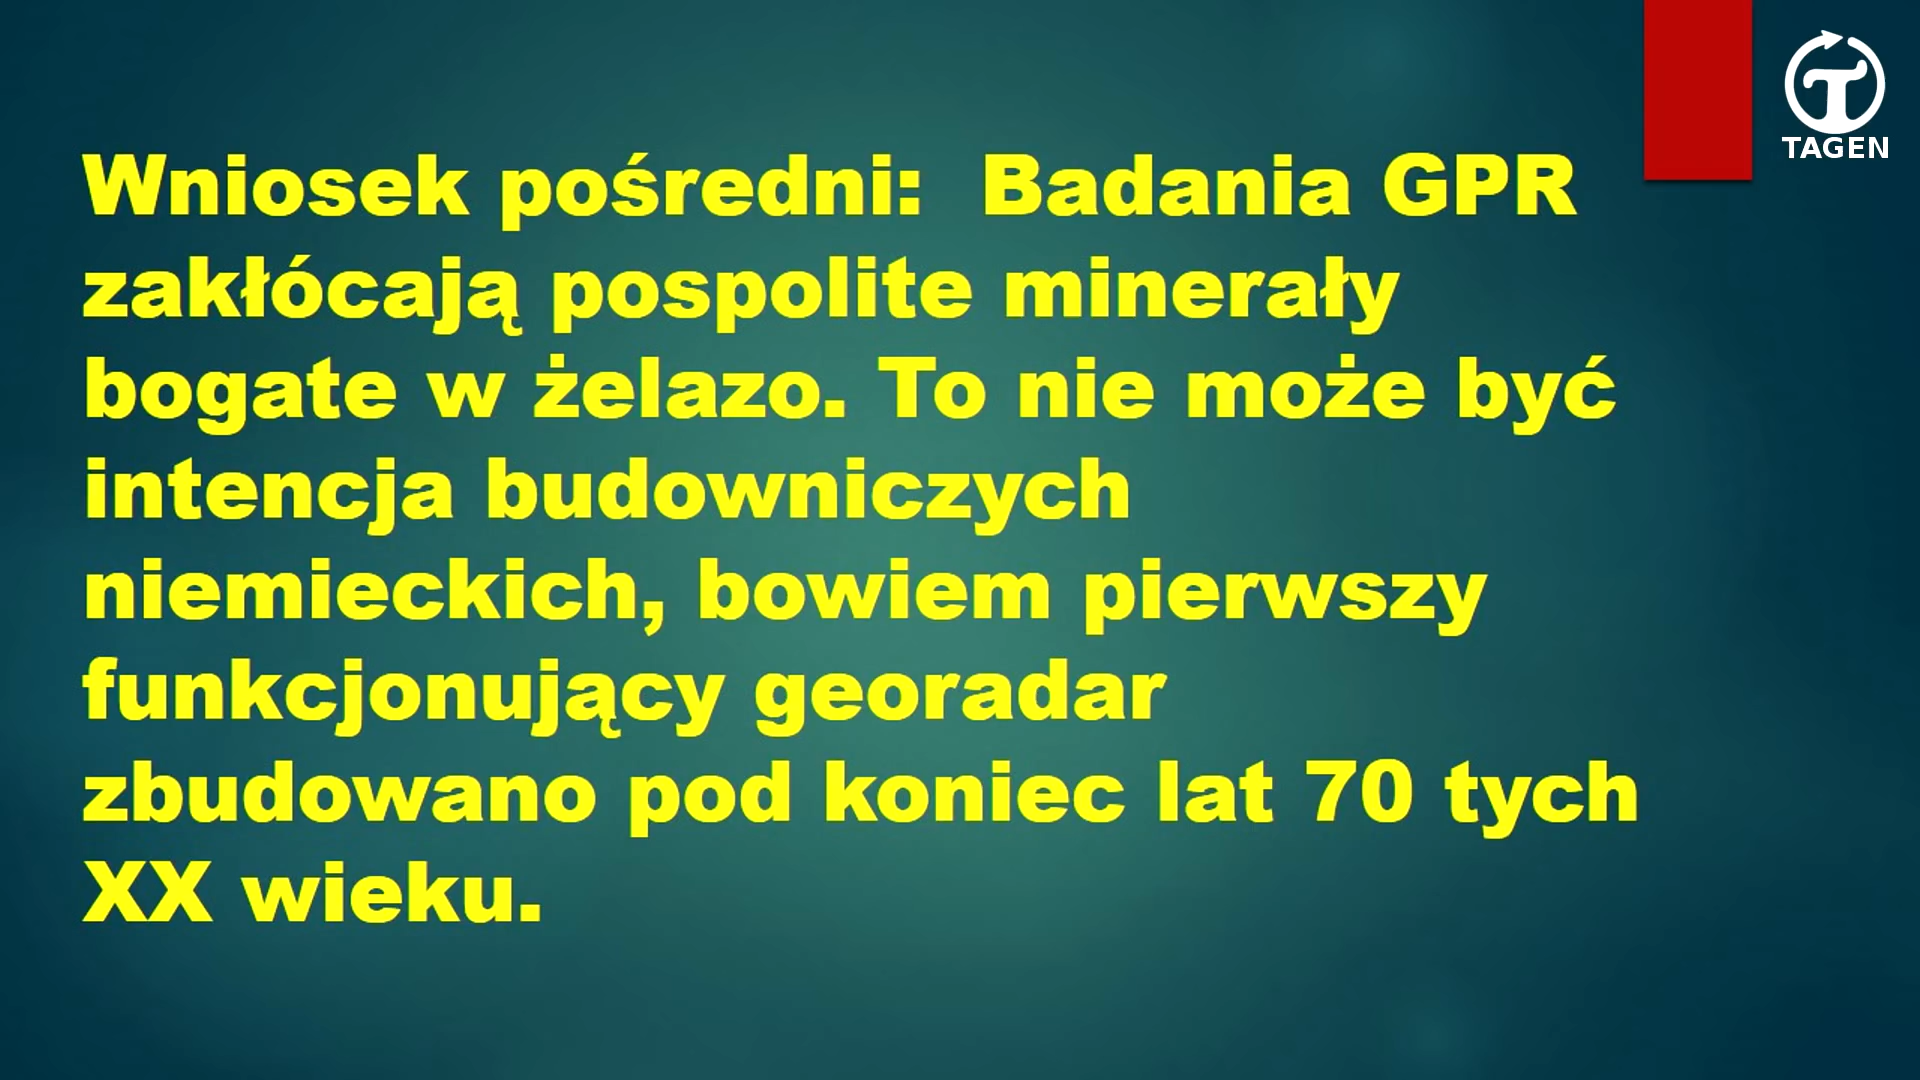 TAGEN
Wniosek pośredni:  Badania GPR
zakłócają pospolite minerały
bogate w żelazo. To nie może być
intencja budowniczych
niemieckich, bowiem pierwszy
funkcjonujący georadar
zbudowano pod koniec lat 70 tych
XX wieku.